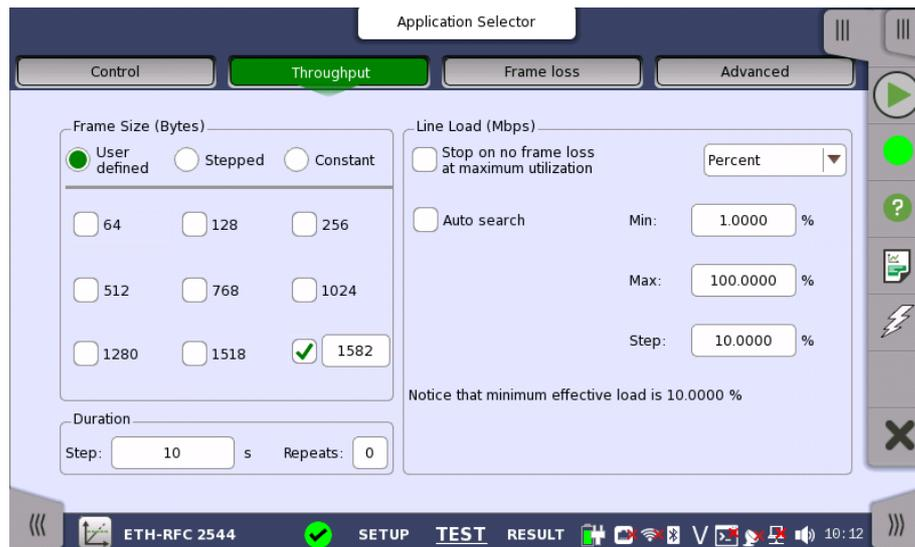 Application Selector
Control Throughput Frame loss Advanced
Frame Size (Bytes)
User defined Stepped Constant
64 128 256
512 768 1024
1280 1518 1582
Duration
Step: 10 s Repeats: 0
Line Load (Mbps)
Stop on no frame loss
at maximum utilization
Percent
Auto search Min: 1.0000 %
Max: 100.0000 %
Step: 10.0000 %
Notice that minimum effective load is 10.0000 %
ETH-RFC 2544 SETUP TEST RESULT 10:12